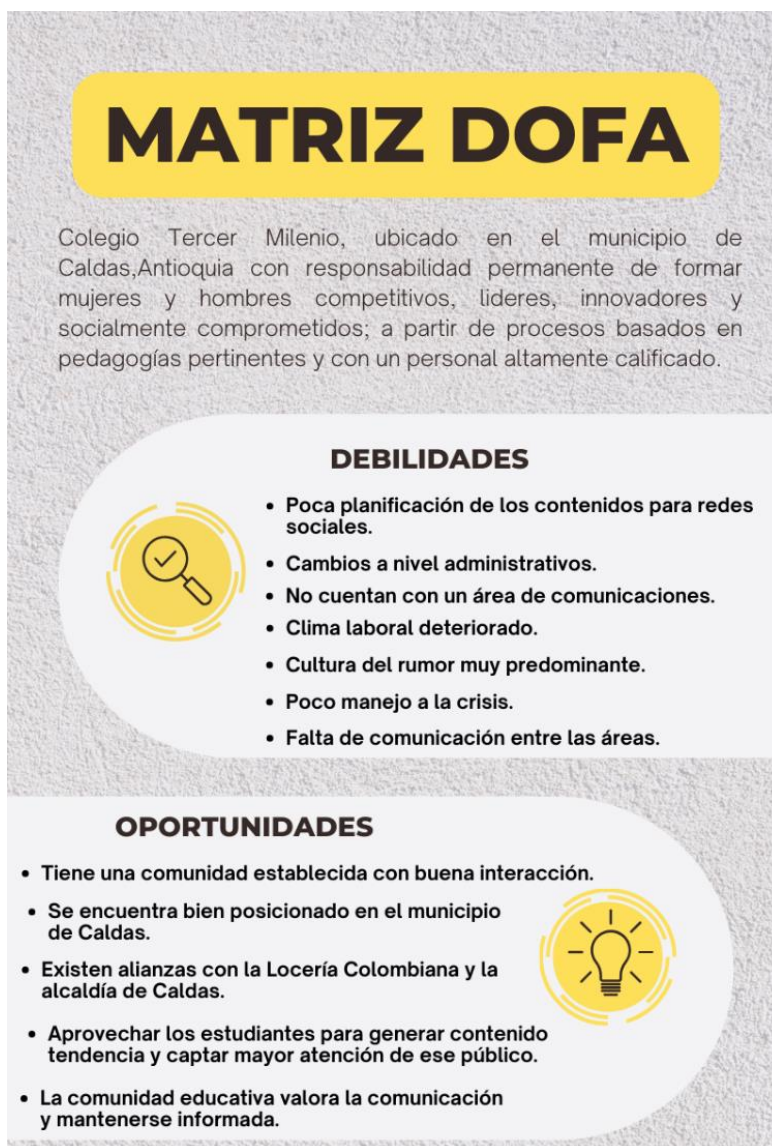 MATRIZ DOFA
Colegio Tercer Milenio, ubicado en el municipio de
Caldas,Antioquia con responsabilidad permanente de formar
mujeres y hombres competitivos, lideres, innovadores y
socialmente comprometidos; a partir de procesos basados en
pedagogías pertinentes y con un personal altamente calificado.
DEBILIDADES
• Poca planificación de los contenidos para redes
sociales.
• Cambios a nivel administrativos.
• No cuentan con un área de comunicaciones.
• Clima laboral deteriorado.
• Cultura del rumor muy predominante.
• Poco manejo a la crisis.
• Falta de comunicación entre las áreas.
OPORTUNIDADES
• Tiene una comunidad establecida con buena interacción.
• Se encuentra bien posicionado en el municipio
de Caldas.
• Existen alianzas con la Locería Colombiana y la
alcaldía de Caldas.
• Aprovechar los estudiantes para generar contenido
tendencia y captar mayor atención de ese público.
• La comunidad educativa valora la comunicación
y mantenerse informada.